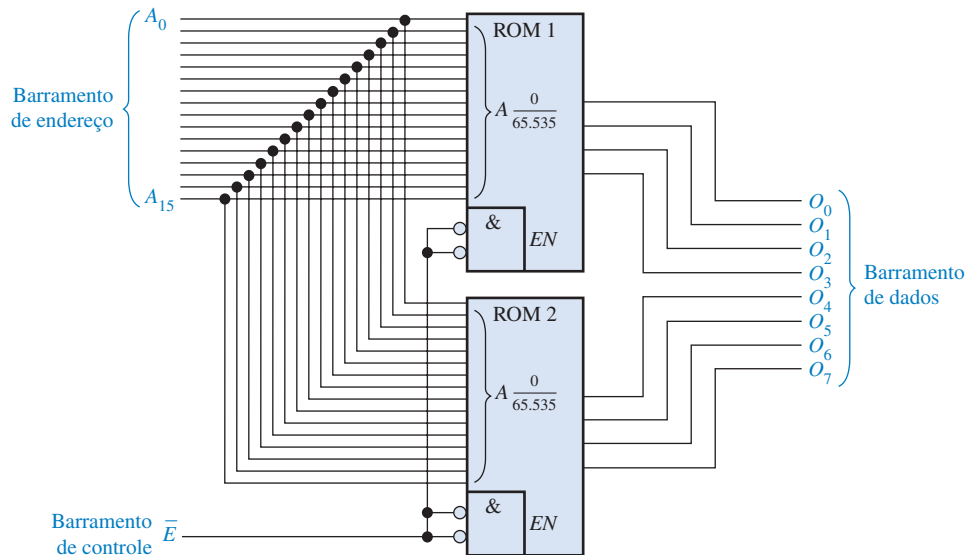 A0
Barramento
de endereço
A15
ROM 1
A 0
65.535
&
EN
ROM 2
A 0
65.535
&
EN
O0
O1
O2
O3
O4
O5
O6
O7
Barramento
de dados
Barramento
de controle
E̅